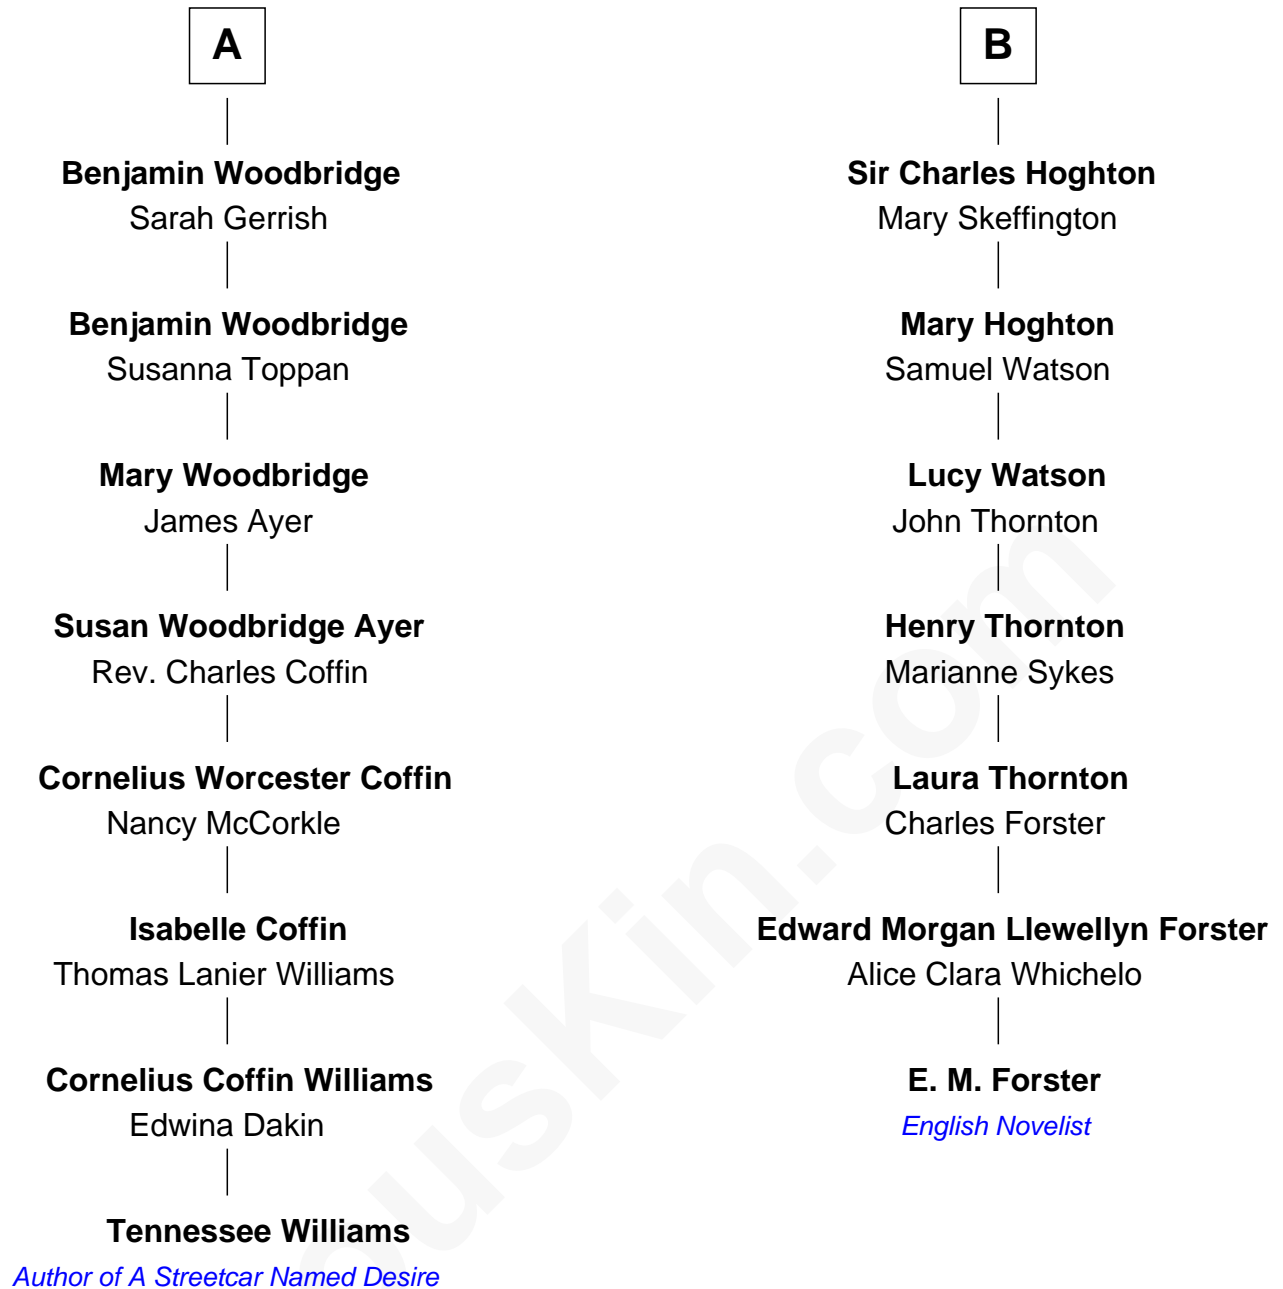 A
Benjamin Woodbridge
Sarah Gerrish
Benjamin Woodbridge
Susanna Toppan
Mary Woodbridge
James Ayer
Susan Woodbridge Ayer
Rev. Charles Coffin
Cornelius Worcester Coffin
Nancy McCorkle
Isabelle Coffin
Thomas Lanier Williams
Cornelius Coffin Williams
Edwina Dakin
Tennessee Williams
Author of A Streetcar Named Desire
B
Sir Charles Hoghton
Mary Skeffington
Mary Hoghton
Samuel Watson
Lucy Watson
John Thornton
Henry Thornton
Marianne Sykes
Laura Thornton
Charles Forster
Edward Morgan Llewellyn Forster
Alice Clara Whichelo
E. M. Forster
English Novelist
ousKin.com